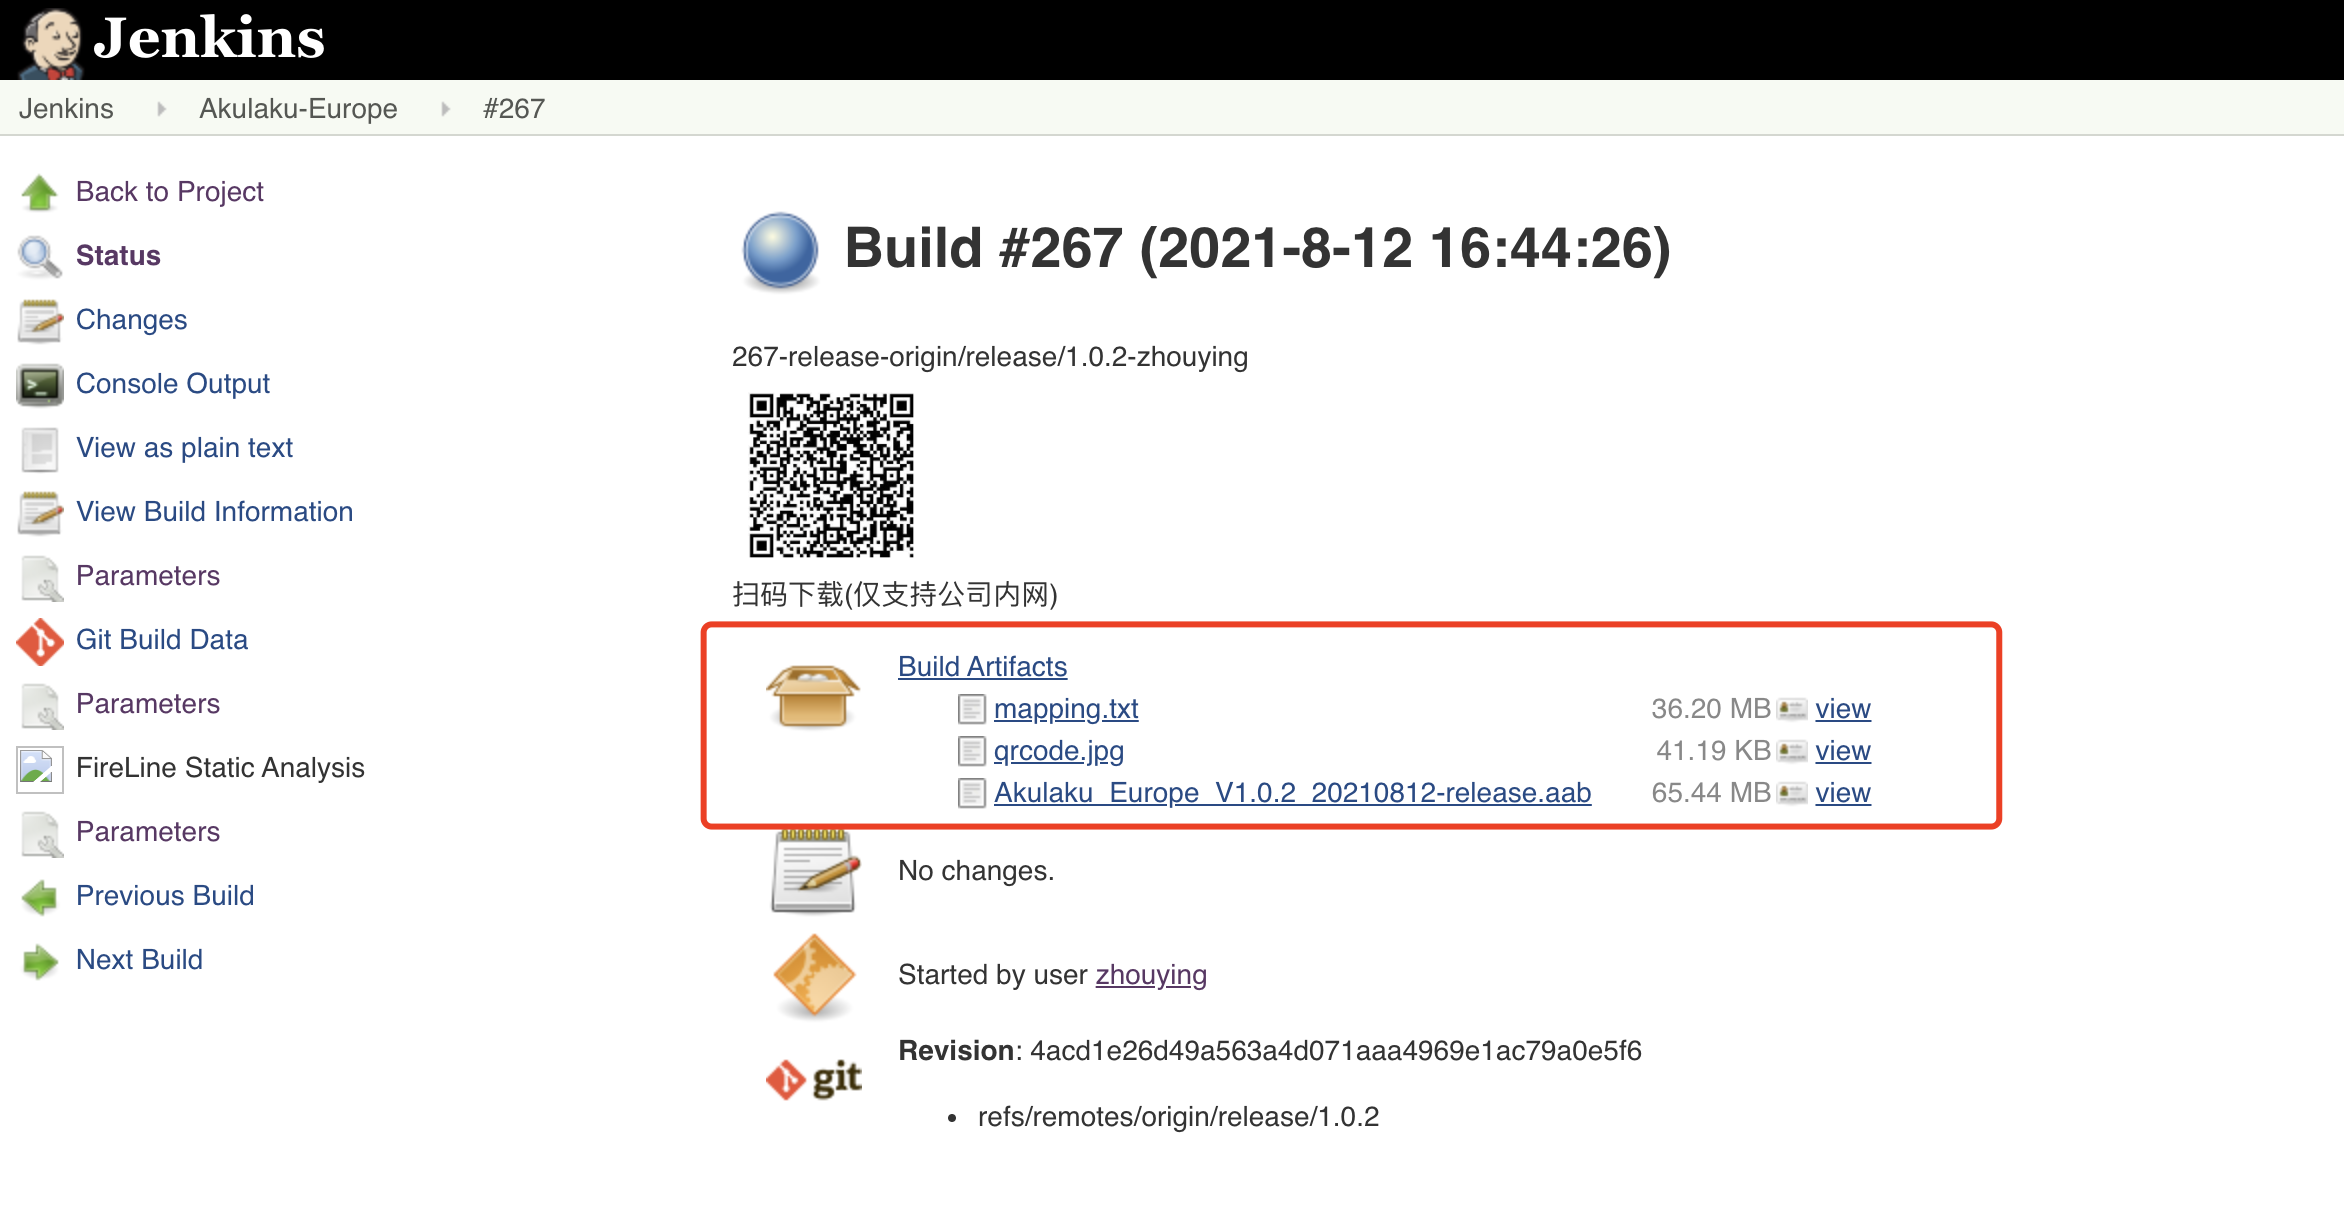 Jenkins
Jenkins Akulaku-Europe #267
Back to Project
Status
Changes
Console Output
View as plain text
View Build Information
Parameters
Git Build Data
Parameters
FireLine Static Analysis
Parameters
Previous Build
Next Build
Build #267 (2021-8-12 16:44:26)
267-release-origin/release/1.0.2-zhouying
扫码下载(仅支持公司内网)
Build Artifacts
mapping.txt 36.20 MB view
qrcode.jpg 41.19 KB view
Akulaku_Europe_V1.0.2_20210812-release.aab 65.44 MB view
No changes.
Started by user zhouying
git
Revision: 4acd1e26d49a563a4d071aaa4969e1ac79a0e5f6
• refs/remotes/origin/release/1.0.2